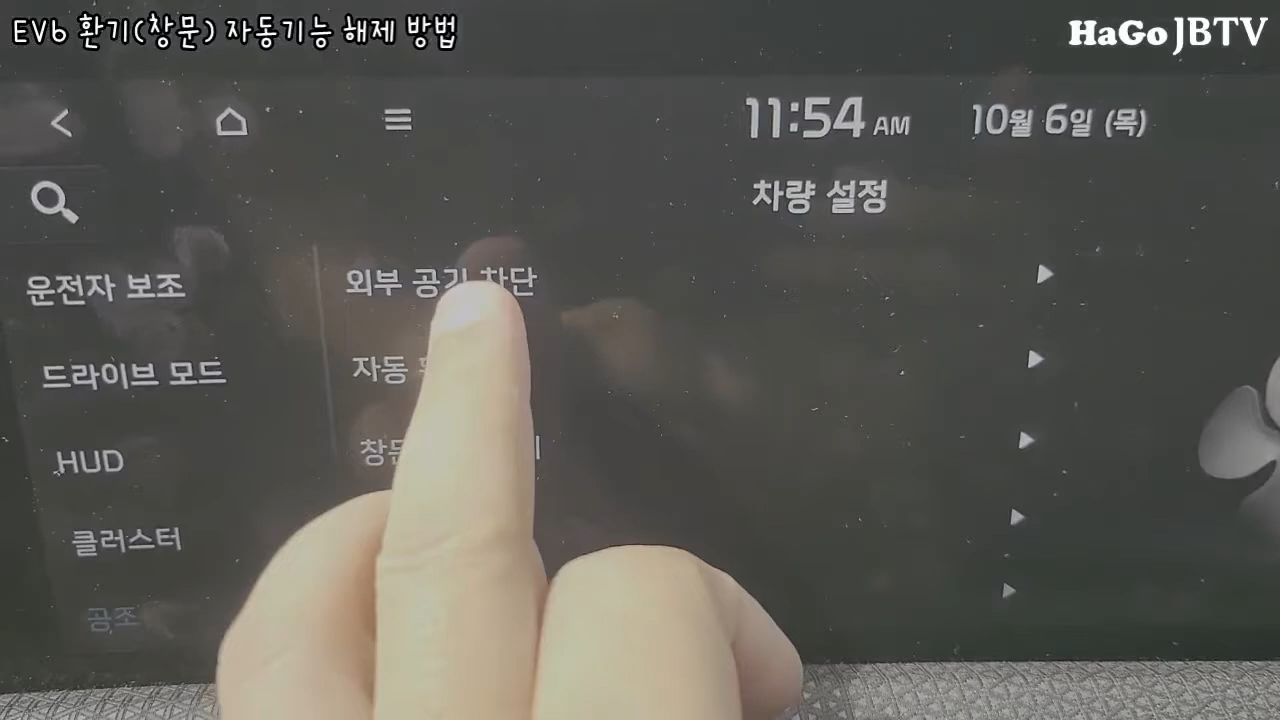 EV6 환기(창문) 자동기능 해제 방법
HaGo JBTV
11:54 AM 10월 6일 (목)
차량 설정
운전자 보조
드라이브 모드
HUD
클러스터
공조
외부 공기 차단
자동